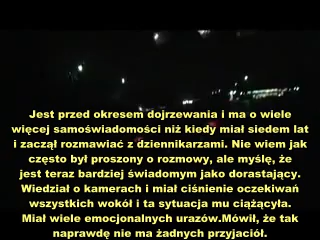 Jest przed okresem dojrzewania i ma o wiele
więcej samoświadomości niż kiedy miał siedem lat
i zaczął rozmawiać z dziennikarzami. Nie wiem jak
często był proszony o rozmowy, ale myślę, że
jest teraz bardziej świadomym jako dorastający.
Wiedział o kamerach i miał ciśnienie oczekiwań
wszystkich wokół i ta sytuacja mu ciążąca.
Miał wiele emocjonalnych urazów.Mówił, że tak
naprawdę nie ma żadnych przyjaciół.